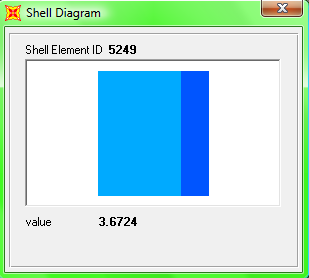 Shell Diagram
Shell Element ID 5249
value 3.6724